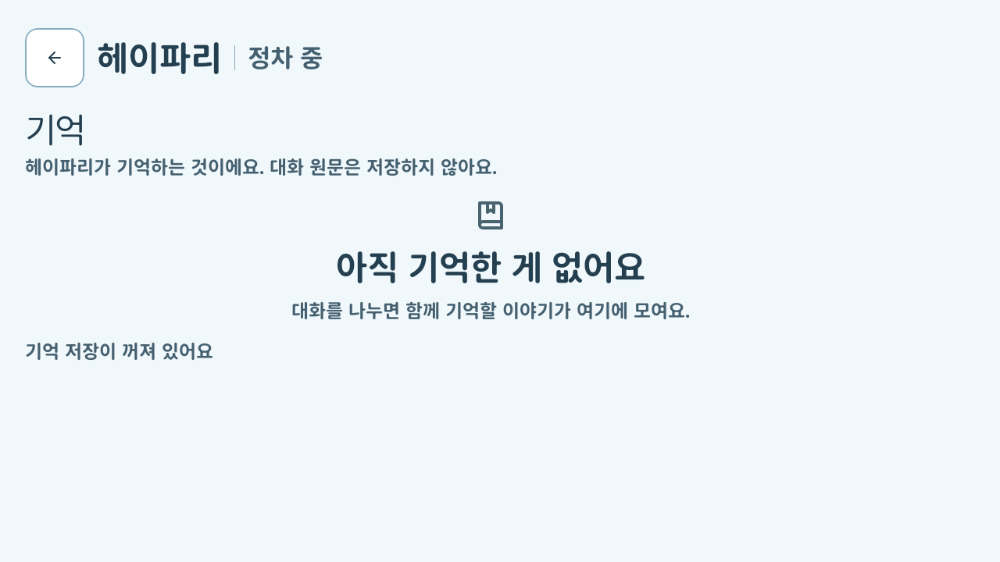 헤이파리
정차 중
기억
헤이파리가 기억하는 것이에요. 대화 원문은 저장하지 않아요.
아직 기억한 게 없어요
대화를 나누면 함께 기억할 이야기가 여기에 모여요.
기억 저장이 꺼져 있어요